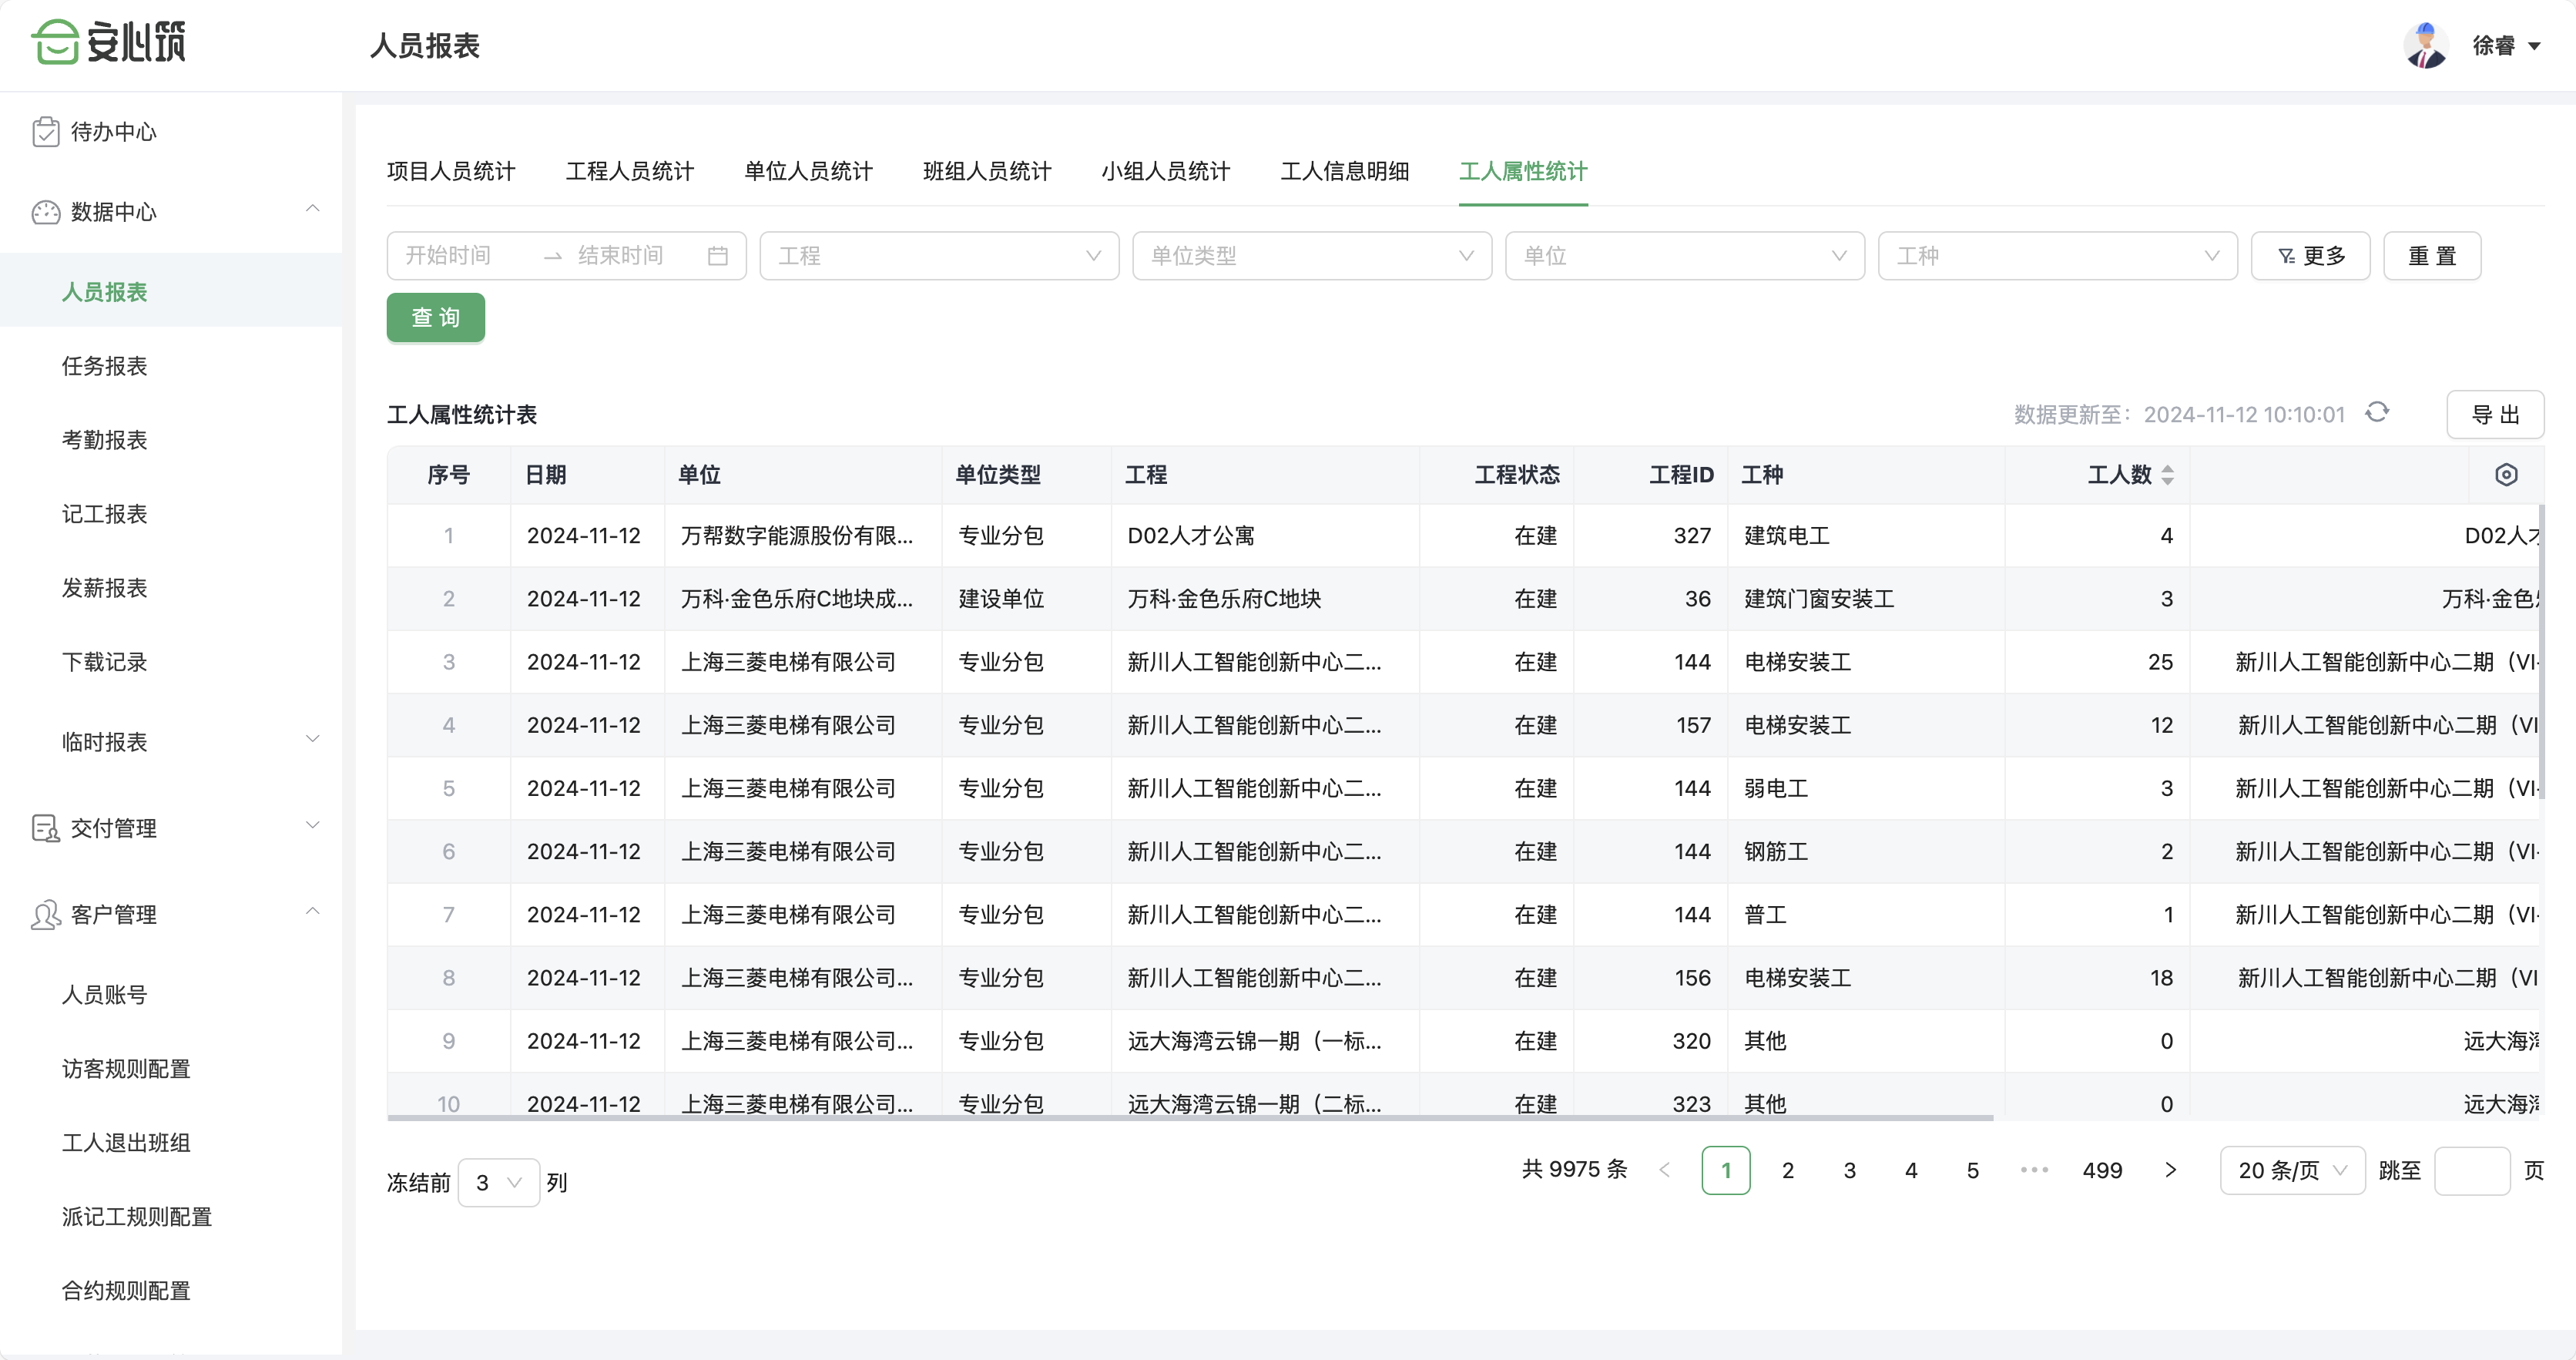 安心筑
人员报表
徐睿
待办中心
数据中心
人员报表
任务报表
考勤报表
记工报表
发薪报表
下载记录
临时报表
交付管理
客户管理
人员账号
访客规则配置
工人退出班组
派记工规则配置
合约规则配置
项目人员统计 工程人员统计 单位人员统计 班组人员统计 小组人员统计 工人信息明细 工人属性统计
开始时间 → 结束时间 工程 单位类型 单位 工种 更多 重 置
查 询
工人属性统计表 数据更新至：2024-11-12 10:10:01 导 出
序号 日期 单位 单位类型 工程 工程状态 工程ID 工种 工人数
1 2024-11-12 万帮数字能源股份有限... 专业分包 D02人才公寓 在建 327 建筑电工 4 D02人才
2 2024-11-12 万科·金色乐府C地块成... 建设单位 万科·金色乐府C地块 在建 36 建筑门窗安装工 3 万科·金色
3 2024-11-12 上海三菱电梯有限公司 专业分包 新川人工智能创新中心二... 在建 144 电梯安装工 25 新川人工智能创新中心二期（VI-
4 2024-11-12 上海三菱电梯有限公司 专业分包 新川人工智能创新中心二... 在建 157 电梯安装工 12 新川人工智能创新中心二期（VI
5 2024-11-12 上海三菱电梯有限公司 专业分包 新川人工智能创新中心二... 在建 144 弱电工 3 新川人工智能创新中心二期（VI-
6 2024-11-12 上海三菱电梯有限公司 专业分包 新川人工智能创新中心二... 在建 144 钢筋工 2 新川人工智能创新中心二期（VI-
7 2024-11-12 上海三菱电梯有限公司 专业分包 新川人工智能创新中心二... 在建 144 普工 1 新川人工智能创新中心二期（VI-
8 2024-11-12 上海三菱电梯有限公司... 专业分包 新川人工智能创新中心二... 在建 156 电梯安装工 18 新川人工智能创新中心二期（VI
9 2024-11-12 上海三菱电梯有限公司... 专业分包 远大海湾云锦一期（一标... 在建 320 其他 0 远大海湾
10 2024-11-12 上海三菱电梯有限公司... 专业分包 远大海湾云锦一期（二标... 在建 323 其他 0 远大海湾
冻结前 3 列
共 9975 条 < 1 2 3 4 5 ••• 499 > 20 条/页 跳至 页